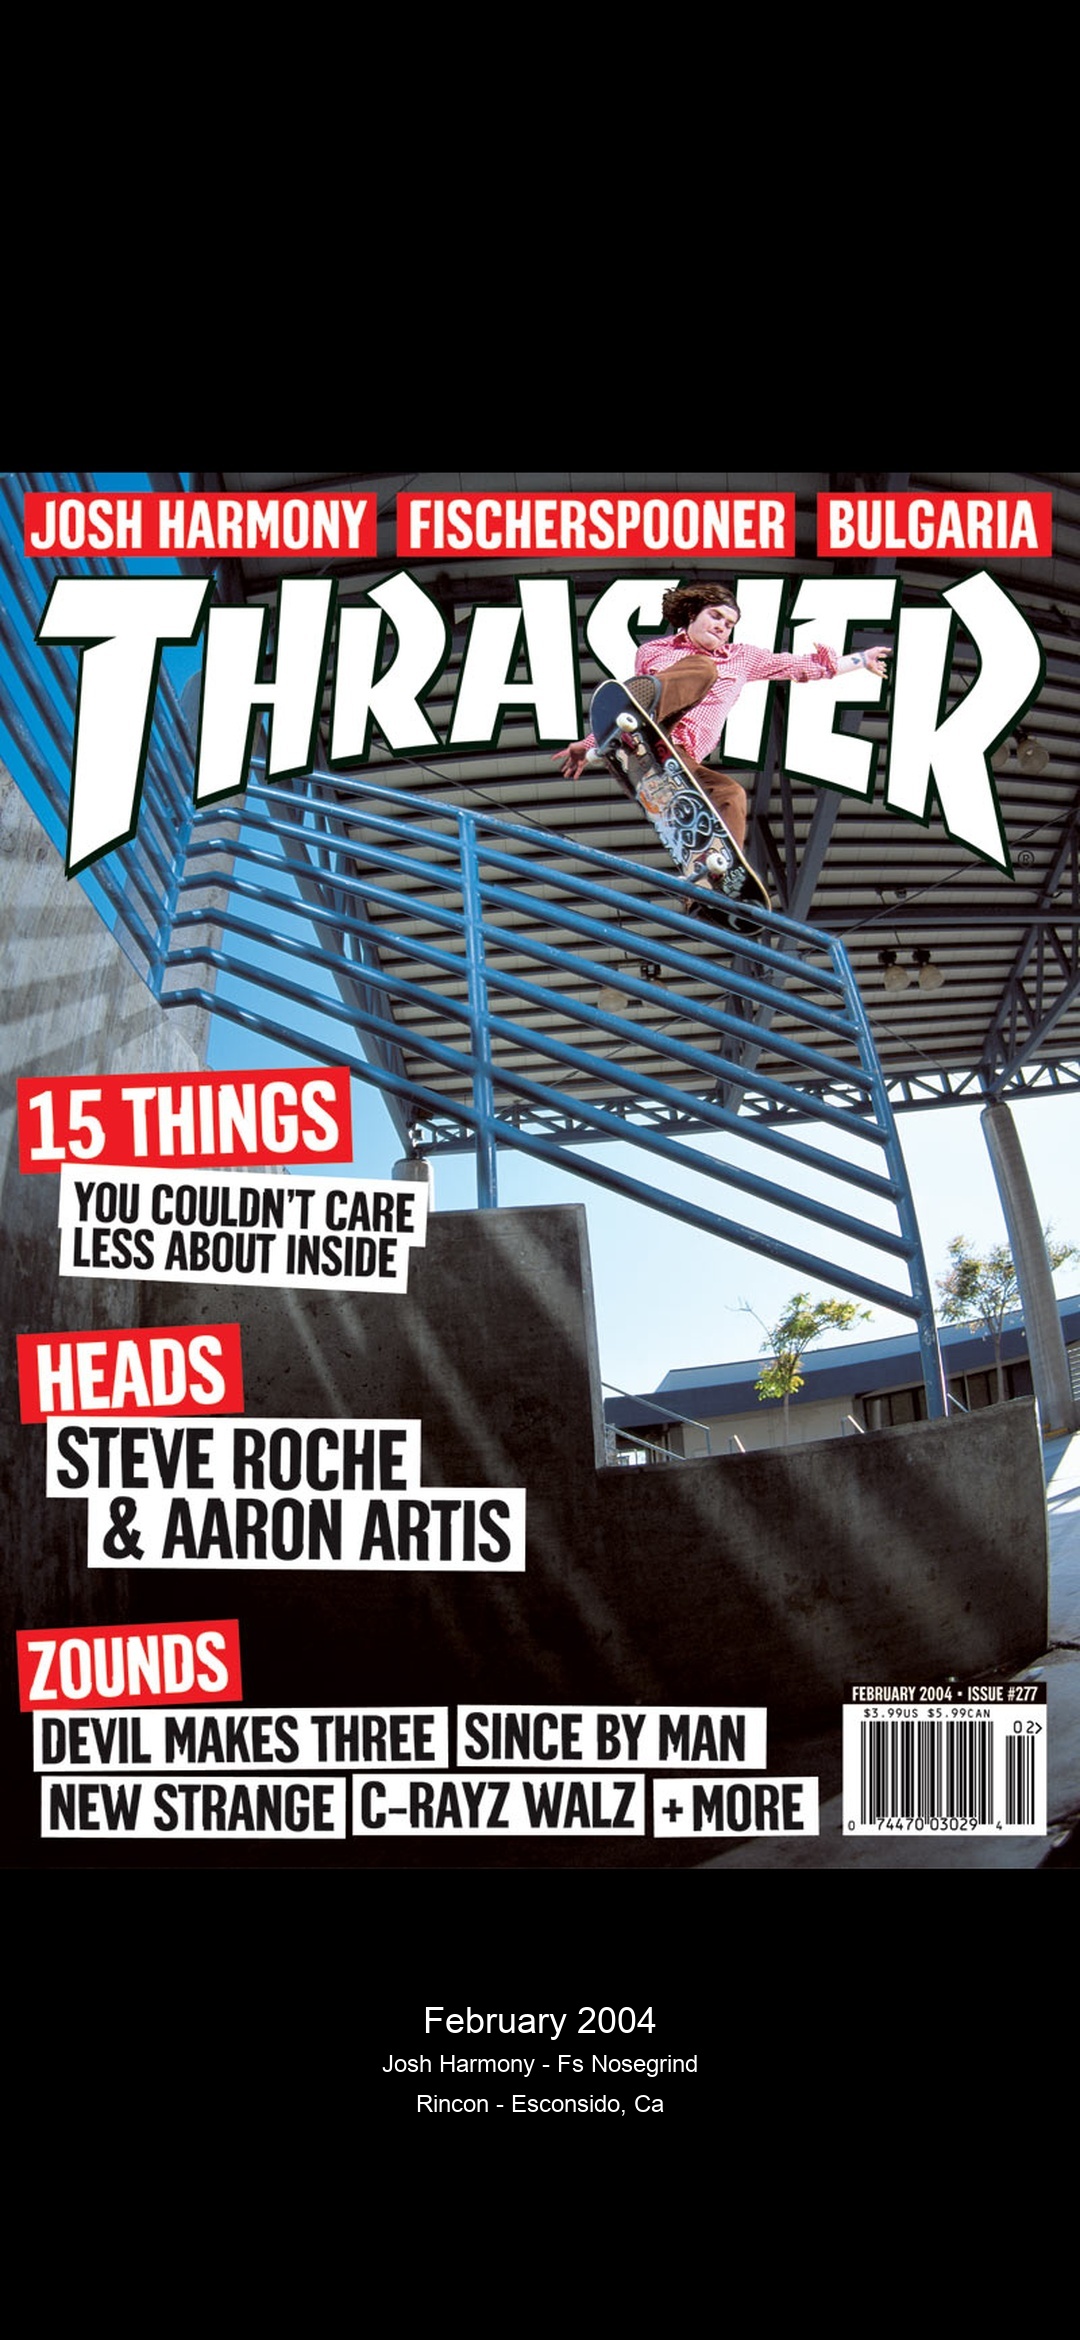 JOSH HARMONY FISCHERSPOONER BULGARIA
THRASHER
®
15 THINGS
YOU COULDN'T CARE
LESS ABOUT INSIDE
HEADS
STEVE ROCHE
& AARON ARTIS
ZOUNDS
DEVIL MAKES THREE SINCE BY MAN
NEW STRANGE C-RAYZ WALZ + MORE
FEBRUARY 2004 • ISSUE #277
$3.99US $5.99CAN
02>
0 74470 03029 4
February 2004
Josh Harmony - Fs Nosegrind
Rincon - Esconsido, Ca